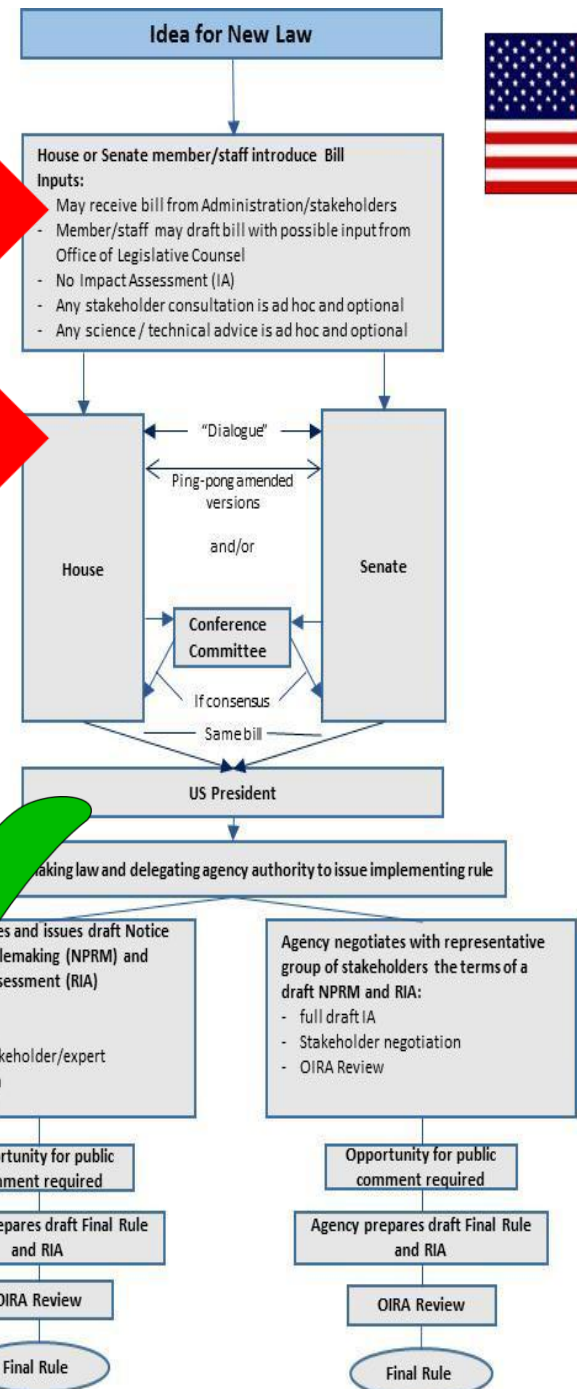 Idea for New Law
House or Senate member/staff introduce Bill
Inputs:
May receive bill from Administration/stakeholders
- Member/staff may draft bill with possible input from
Office of Legislative Counsel
- No Impact Assessment (IA)
- Any stakeholder consultation is ad hoc and optional
- Any science / technical advice is ad hoc and optional
"Dialogue"
Ping-pong amended
versions
and/or
House
Senate
Conference
Committee
If consensus
Same bill
US President
making law and delegating agency authority to issue implementing rule
es and issues draft Notice
lemaking (NPRM) and
sessment (RIA)
keholder/expert
Agency negotiates with representative
group of stakeholders the terms of a
draft NPRM and RIA:
- full draft IA
- Stakeholder negotiation
- OIRA Review
rtunity for public
mment required
Opportunity for public
comment required
epares draft Final Rule
and RIA
Agency prepares draft Final Rule
and RIA
OIRA Review
OIRA Review
Final Rule
Final Rule